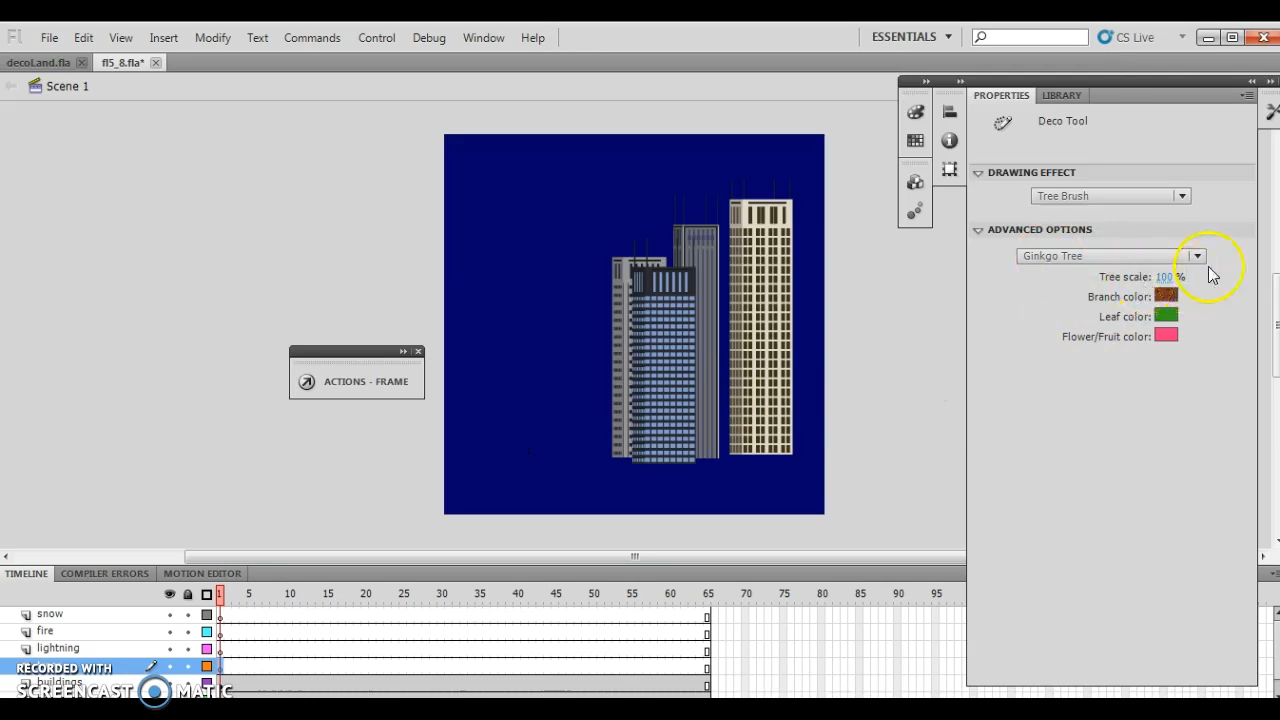 Fl File Edit View Insert Modify Text Commands Control Debug Window Help ESSENTIALS CS Live
decoLand.fla fl5_8.fla*
Scene 1
PROPERTIES LIBRARY
Deco Tool
DRAWING EFFECT
Tree Brush
ADVANCED OPTIONS
Ginkgo Tree
Tree scale: 100 %
Branch color:
Leaf color:
Flower/Fruit color:
ACTIONS - FRAME
TIMELINE COMPILER ERRORS MOTION EDITOR
1 5 10 15 20 25 30 35 40 45 50 55 60 65 70 75 80 85 90 95
snow
fire
lightning
buildings
RECORDED WITH
SCREENCAST MATIC